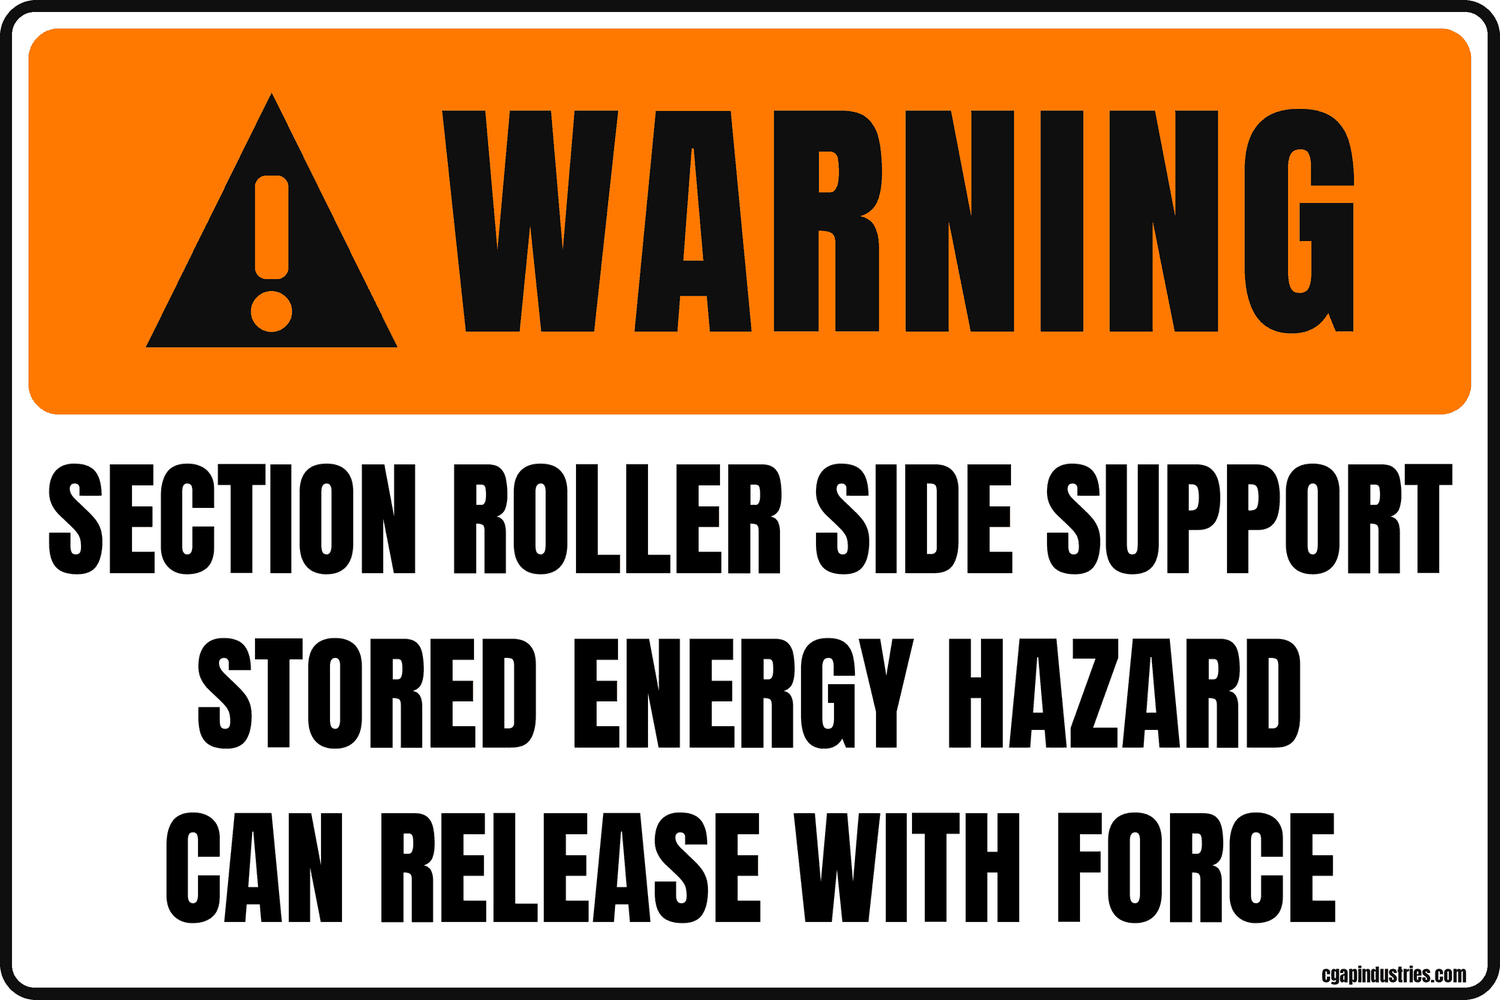 WARNING
SECTION ROLLER SIDE SUPPORT
STORED ENERGY HAZARD
CAN RELEASE WITH FORCE
cgapindustries.com